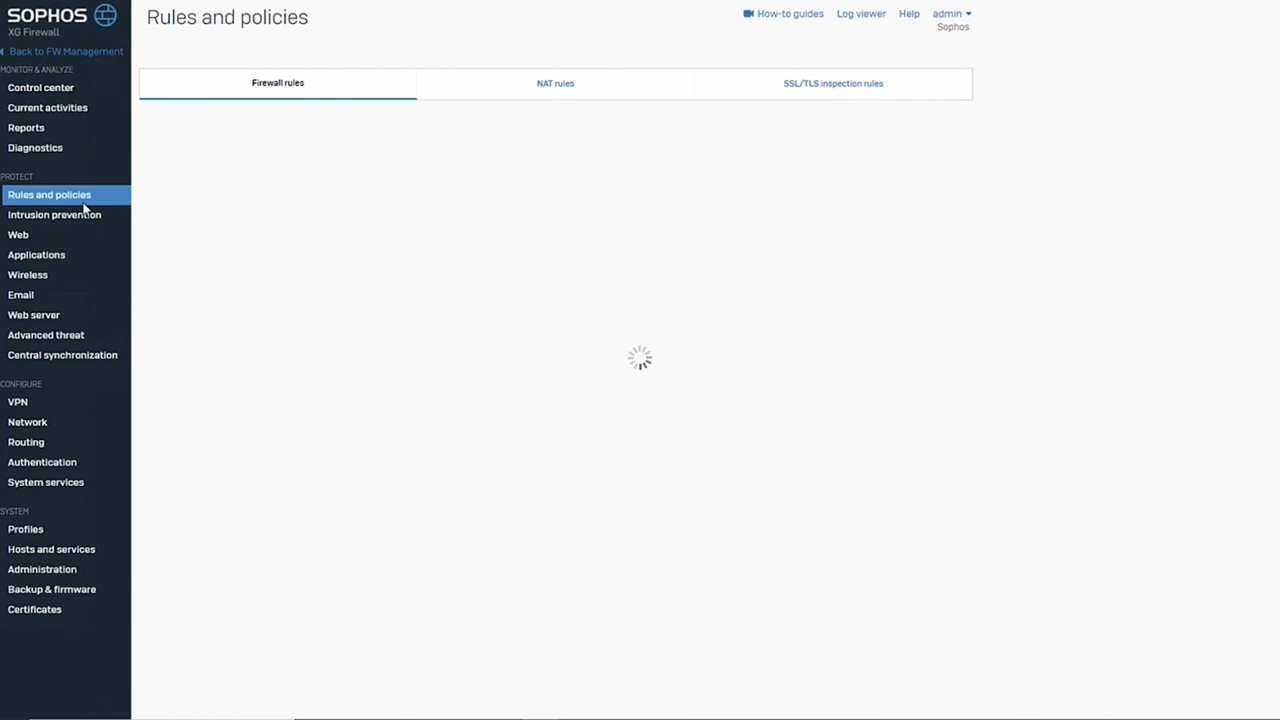 SOPHOS
XG Firewall
Back to FW Management
MONITOR & ANALYZE
Control center
Current activities
Reports
Diagnostics
PROTECT
Rules and policies
Intrusion prevention
Web
Applications
Wireless
Email
Web server
Advanced threat
Central synchronization
CONFIGURE
VPN
Network
Routing
Authentication
System services
SYSTEM
Profiles
Hosts and services
Administration
Backup & firmware
Certificates
Rules and policies
How-to guides Log viewer Help admin
Sophos
Firewall rules NAT rules SSL/TLS inspection rules